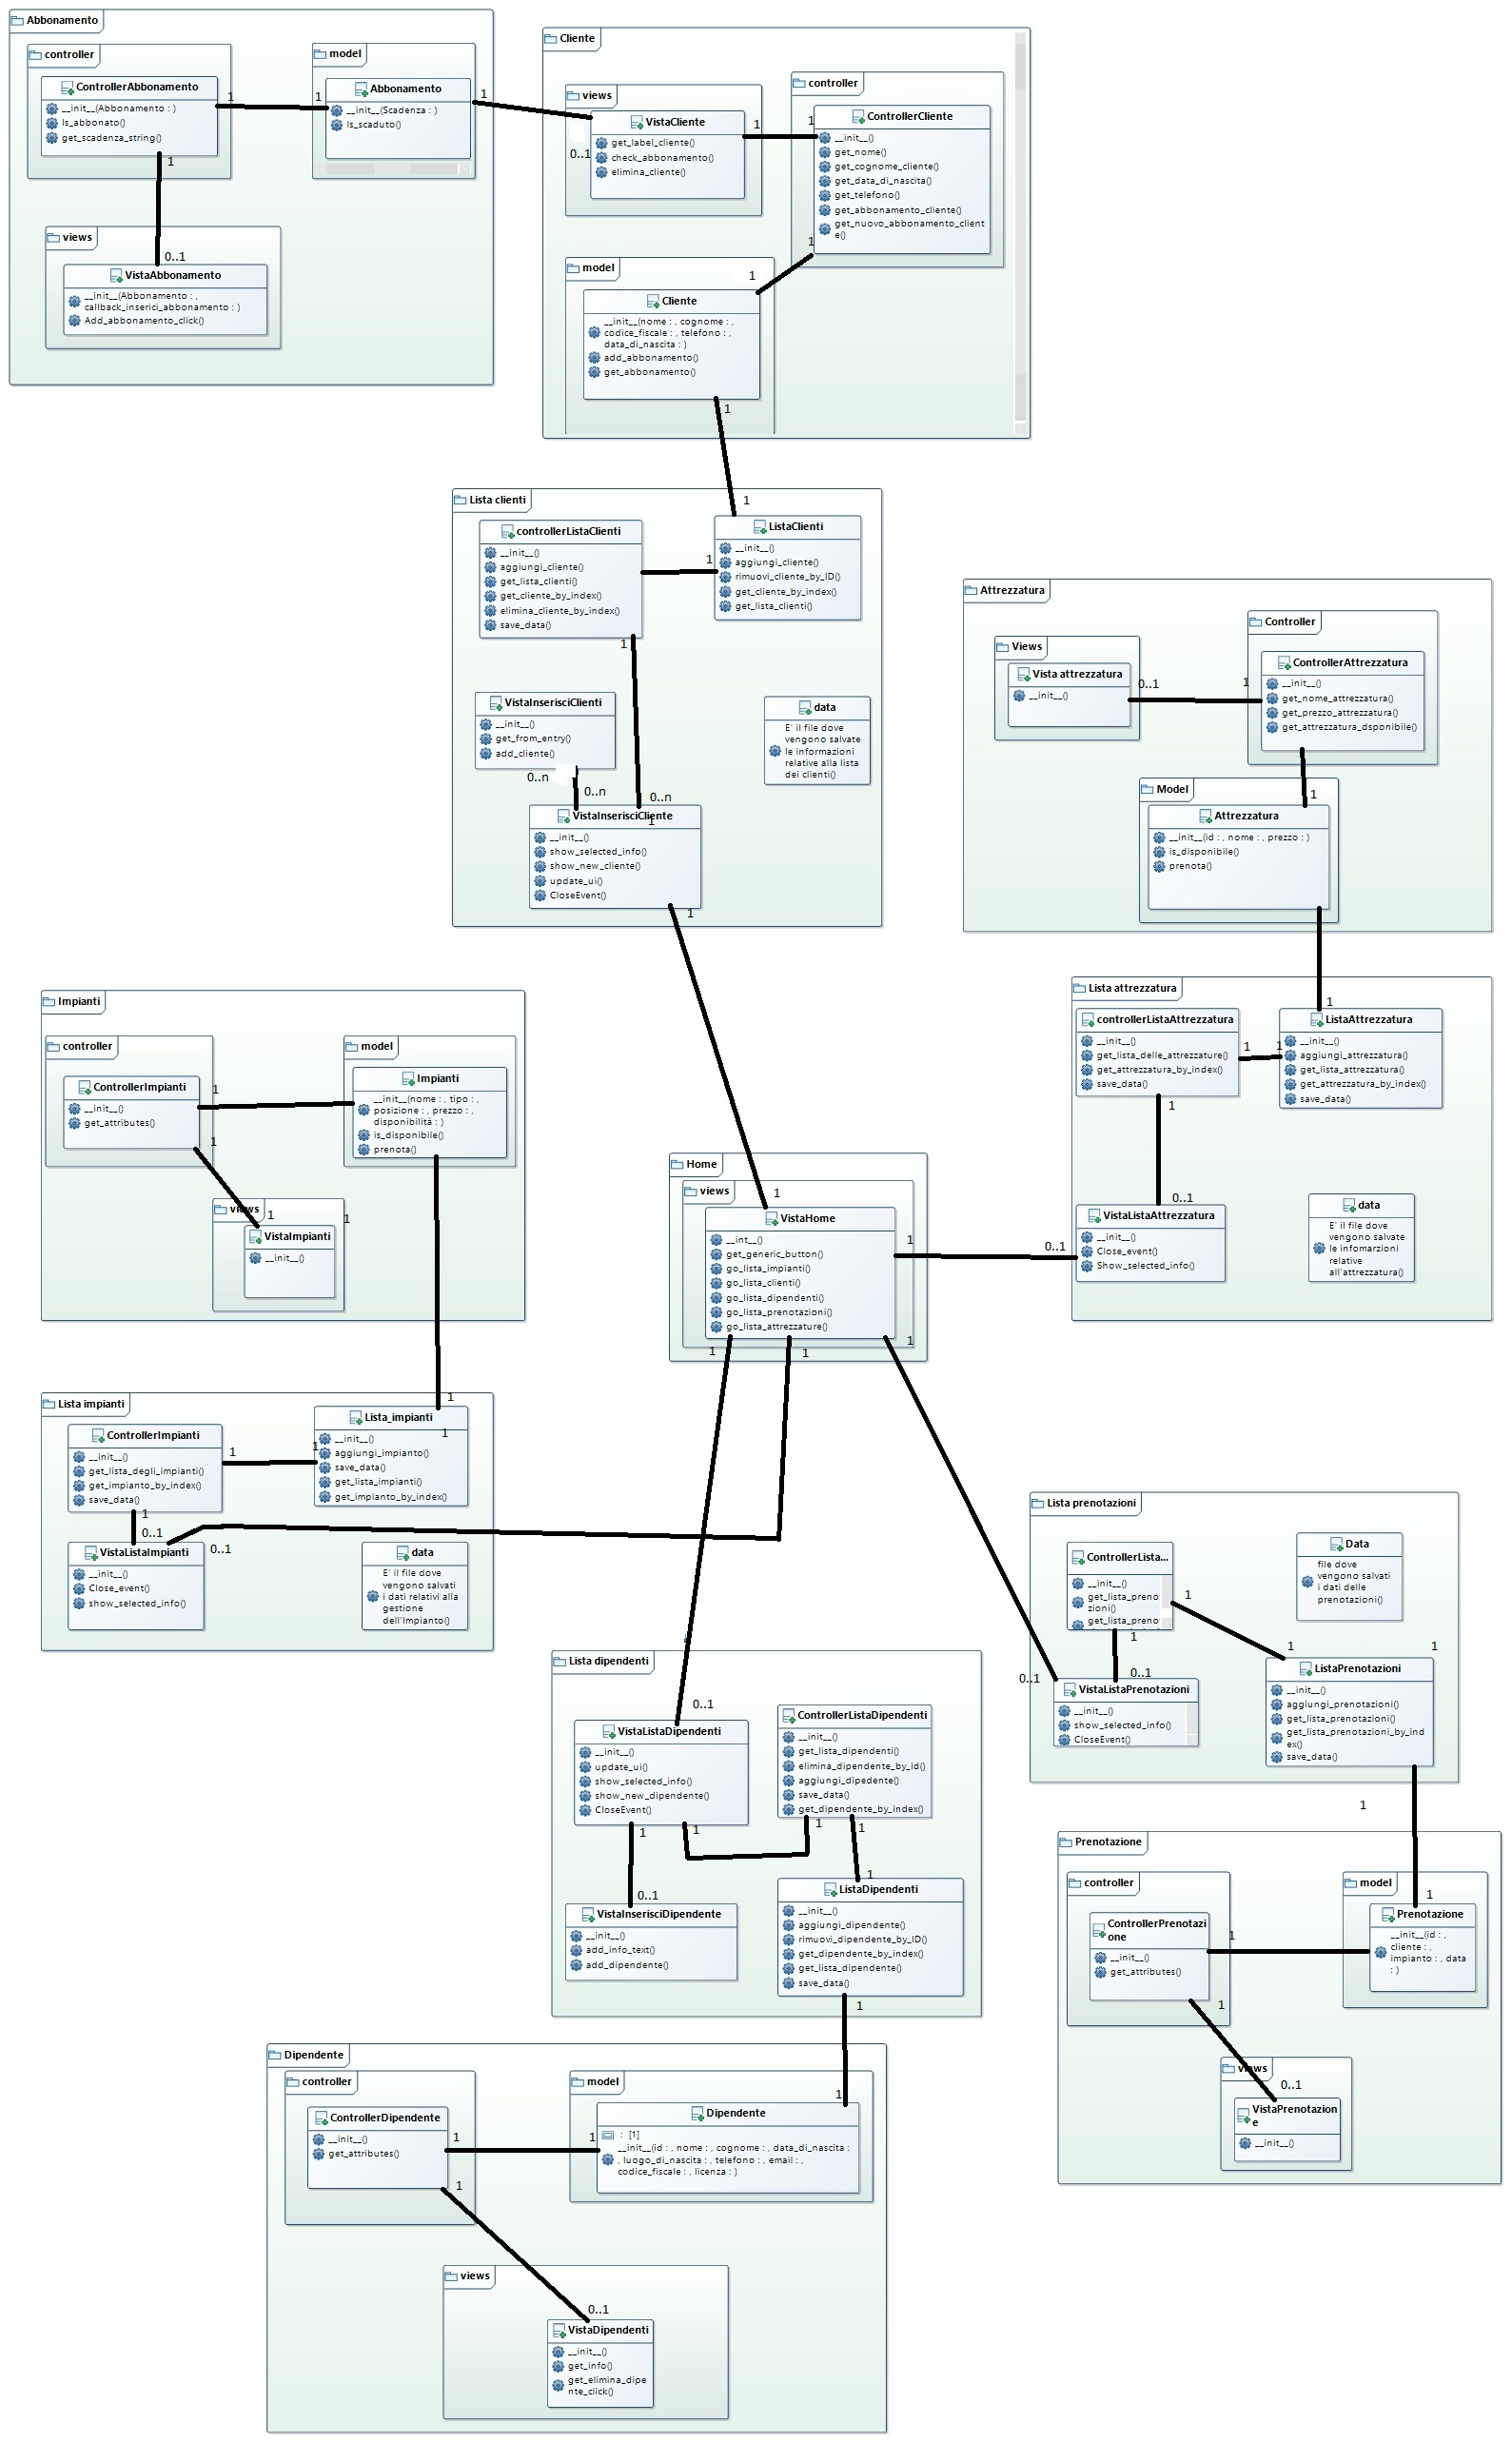 Abbonamento
controller
ControllerAbbonamento
__init__(Abbonamento : )
Is_abbonato()
get_scadenza_string()
1
1
model
Abbonamento
__init__(Scadenza : )
Is_scaduto()
1
1
views
0..1
VistaAbbonamento
__init__(Abbonamento : ,
callback_inserici_abbonamento : )
Add_abbonamento_click()
Cliente
views
VistaCliente
get_label_cliente()
check_abbonamento()
elimina_cliente()
0..1
1
1
controller
ControllerCliente
__init__()
get_nome()
get_cognome_cliente()
get_data_di_nascita()
get_telefono()
get_abbonamento_cliente()
get_nuovo_abbonamento_client
e()
1
1
model
Cliente
__init__(nome : , cognome : ,
codice_fiscale : , telefono : ,
data_di_nascita : )
add_abbonamento()
get_abbonamento()
1
1
Lista clienti
controllerListaClienti
__init__()
aggiungi_cliente()
get_lista_clienti()
get_cliente_by_index()
elimina_cliente_by_index()
save_data()
1
1
ListaClienti
__init__()
aggiungi_cliente()
rimuovi_cliente_by_ID()
get_cliente_by_index()
get_lista_clienti()
VistaInserisciClienti
__init__()
get_from_entry()
add_cliente()
0..n
0..n
0..n
data
E' il file dove
vengono salvate
le informazioni
relative alla lista
dei clienti()
VistaInserisciCliente
1
__init__()
show_selected_info()
show_new_cliente()
update_ui()
CloseEvent()
1
Attrezzatura
Views
Vista attrezzatura
__init__()
0..1
1
Controller
ControllerAttrezzatura
__init__()
get_nome_attrezzatura()
get_prezzo_attrezzatura()
get_attrezzatura_dsponibile()
1
Model
Attrezzatura
__init__(id : , nome : , prezzo : )
is_disponibile()
prenota()
Lista attrezzatura
1
controllerListaAttrezzatura
__init__()
get_lista_delle_attrezzature()
get_attrezzatura_by_index()
save_data()
1
1
1
ListaAttrezzatura
__init__()
aggiungi_attrezzatura()
get_lista_attrezzatura()
get_attrezzatura_by_index()
save_data()
0..1
VistaListaAttrezzatura
__init__()
Close_event()
Show_selected_info()
data
E' il file dove
vengono salvate
le infomarzioni
relative
all'attrezzatura()
Impianti
controller
ControllerImpianti
__init__()
get_attributes()
1
1
model
Impianti
__init__(nome : , tipo : ,
posizione : , prezzo : ,
disponibilità : )
is_disponibile()
prenota()
views
1
1
VistaImpianti
__init__()
Home
views
1
VistaHome
__int__()
get_generic_button()
go_lista_impianti()
go_lista_clienti()
go_lista_dipendenti()
go_lista_prenotazioni()
go_lista_attrezzature()
1
0..1
1
1
1
Lista impianti
1
ControllerImpianti
__init__()
get_lista_degli_impianti()
get_impianto_by_index()
save_data()
1
1
1
Lista_impianti
1
__init__()
aggiungi_impianto()
save_data()
get_lista_impianti()
get_impianto_by_index()
0..1
0..1
VistaListaImpianti
__init__()
Close_event()
show_selected_info()
data
E' il file dove
vengono salvati
i dati relativi alla
gestione
dell'Impianto()
Lista prenotazioni
ControllerLista...
__init__()
get_lista_preno
zioni()
get_lista_preno
1
1
1
1
Data
file dove
vengono salvati
i dati delle
prenotazioni()
0..1
0..1
VistaListaPrenotazioni
__init__()
show_selected_info()
CloseEvent()
ListaPrenotazioni
__init__()
aggiungi_prenotazioni()
get_lista_prenotazioni()
get_lista_prenotazioni_by_ind
ex()
save_data()
1
Lista dipendenti
0..1
VistaListaDipendenti
__init__()
update_ui()
show_selected_info()
show_new_dipendente()
CloseEvent()
1
1
ControllerListaDipendenti
__init__()
get_lista_dipendenti()
elimina_dipendente_by_id()
aggiungi_dipedente()
save_data()
get_dipendente_by_index()
1
1
1
0..1
VistaInserisciDipendente
__init__()
add_info_text()
add_dipendente()
ListaDipendenti
__init__()
aggiungi_dipendente()
rimuovi_dipendente_by_ID()
get_dipendente_by_index()
get_lista_dipendente()
save_data()
1
Prenotazione
controller
ControllerPrenotazi
one
__init__()
get_attributes()
1
1
model
1
Prenotazione
__init__(id : ,
cliente : ,
impianto : , data
: )
views
0..1
VistaPrenotazion
e
__init__()
Dipendente
controller
ControllerDipendente
__init__()
get_attributes()
1
1
1
model
1
Dipendente
: [1]
__init__(id : , nome : , cognome : , data_di_nascita :
, luogo_di_nascita : , telefono : , email : ,
codice_fiscale : , licenza : )
views
0..1
VistaDipendenti
__init__()
get_info()
get_elimina_dipe
nte_click()